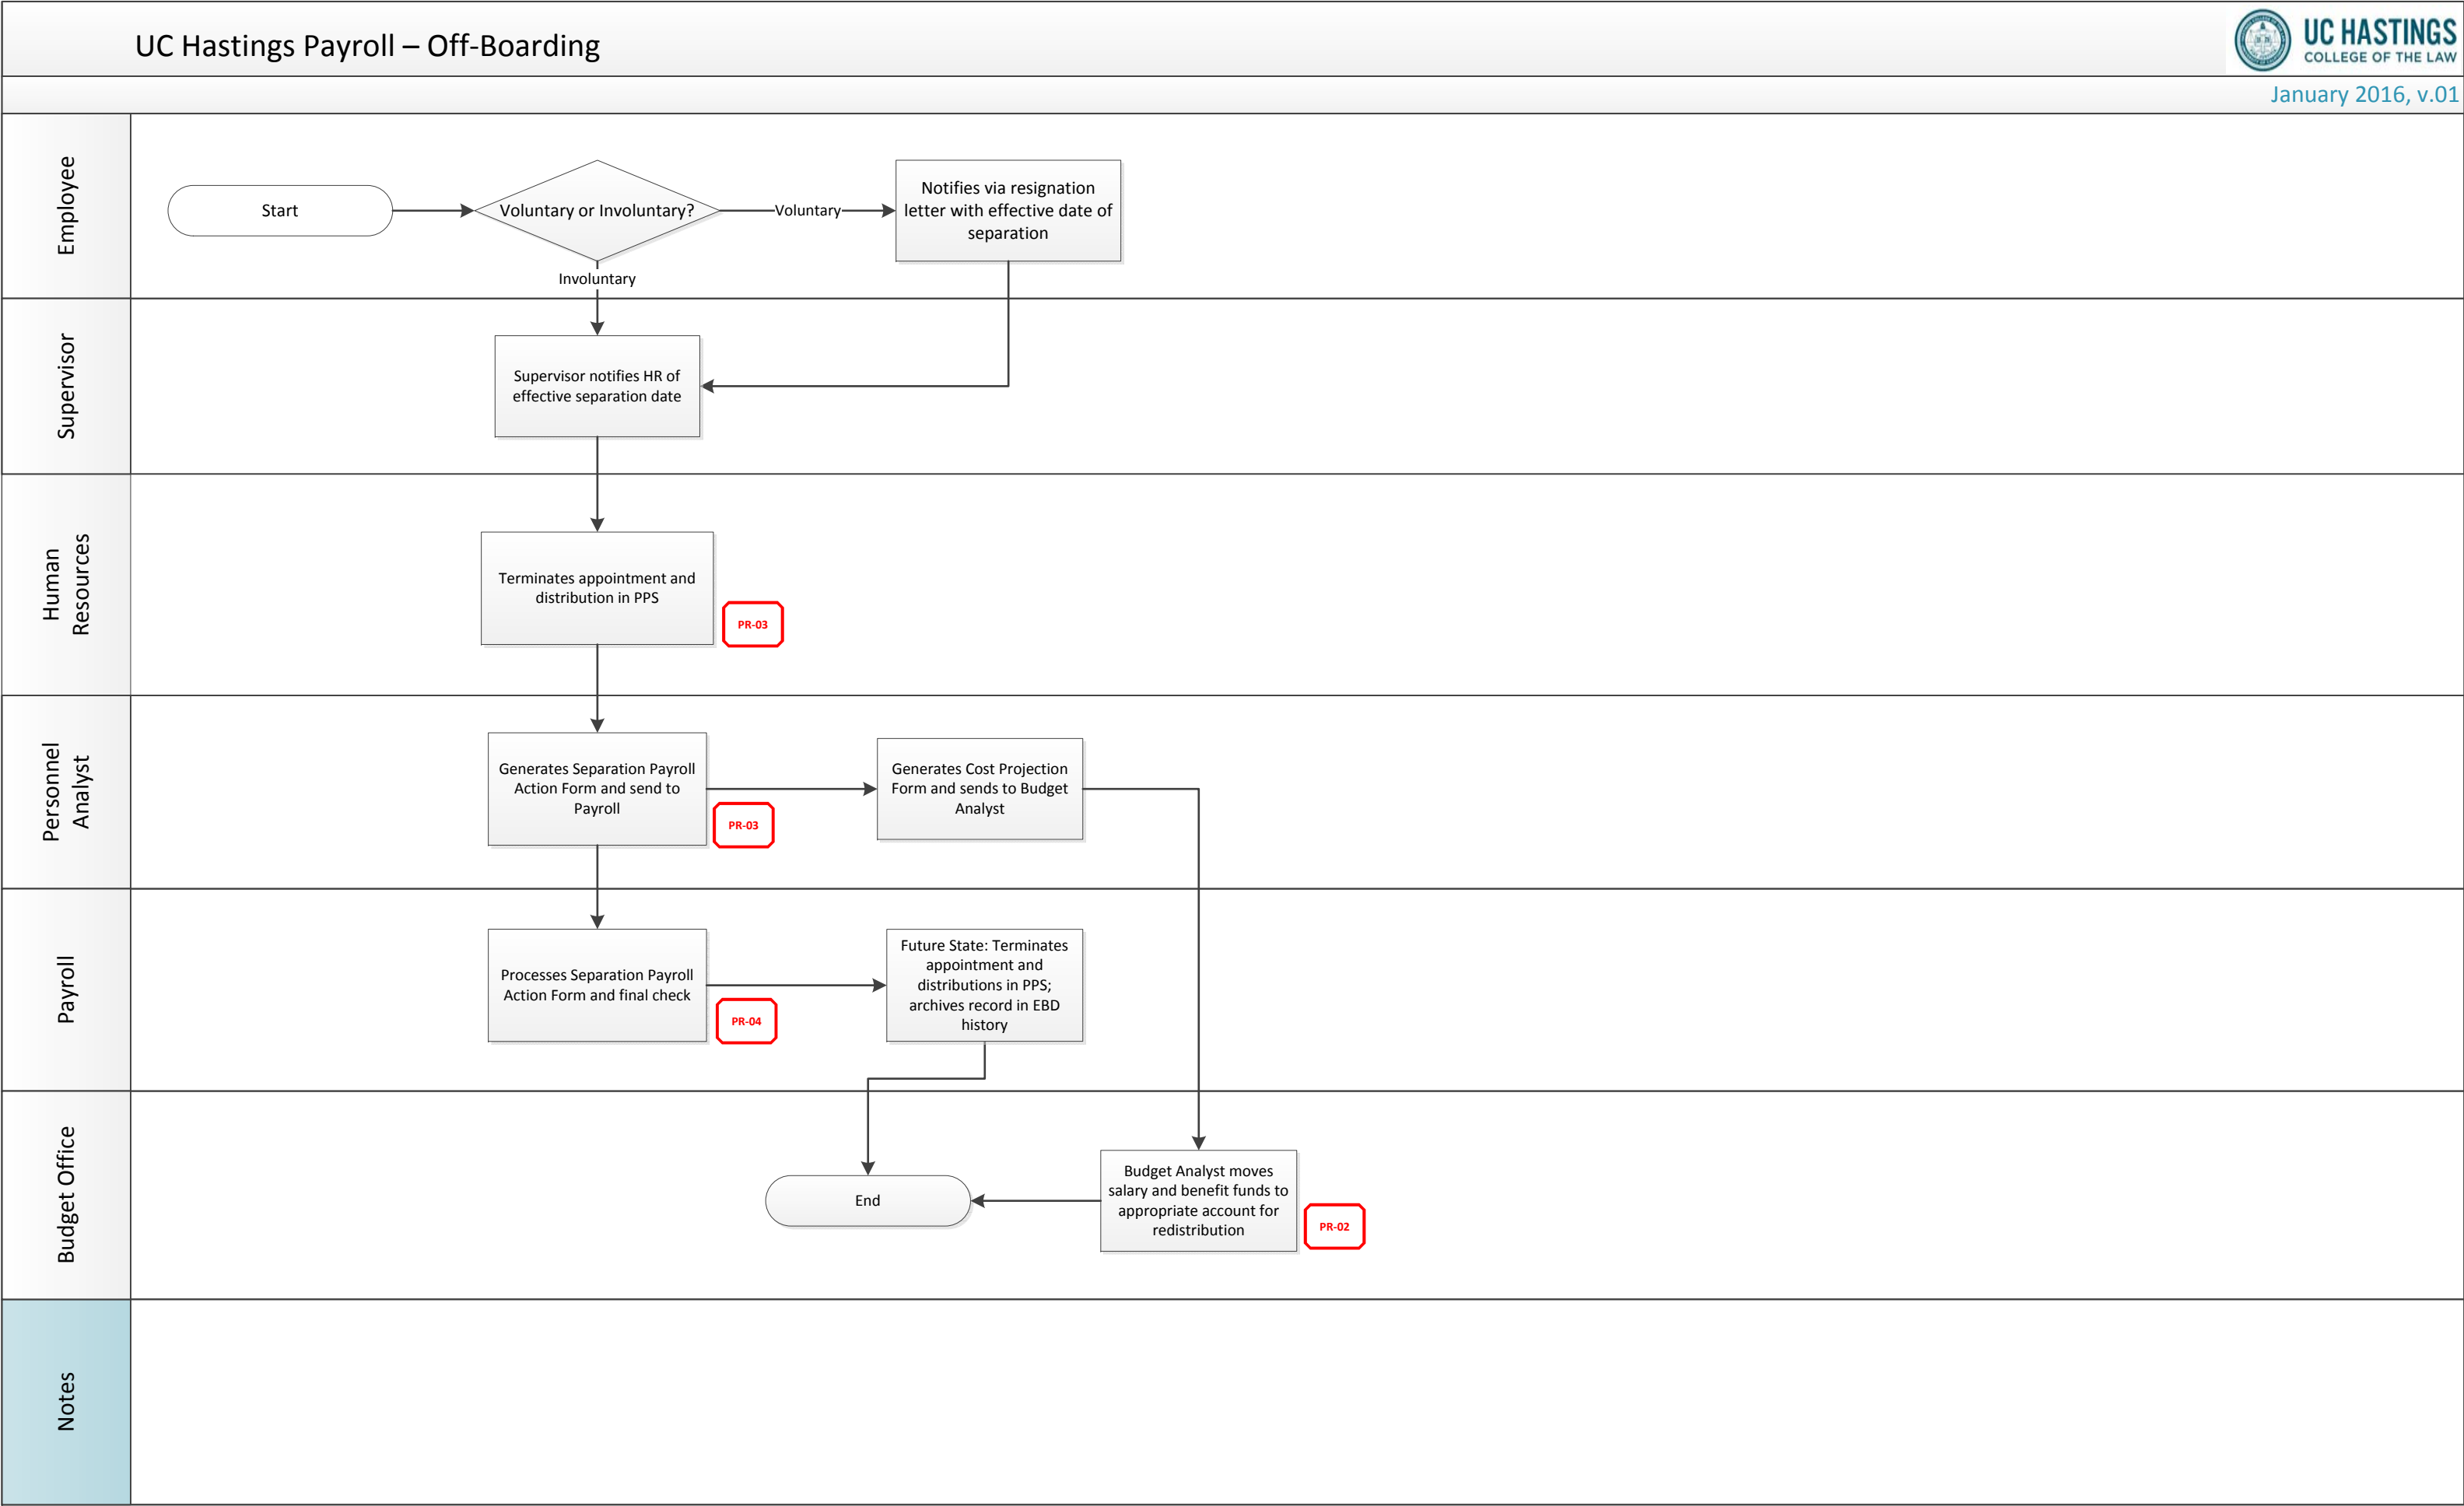 UC Hastings Payroll – Off-Boarding
UC HASTINGS
COLLEGE OF THE LAW
January 2016, v.01
Employee
Start
Voluntary or Involuntary?
Voluntary
Notifies via resignation
letter with effective date of
separation
Involuntary
Supervisor
Supervisor notifies HR of
effective separation date
Human
Resources
Terminates appointment and
distribution in PPS
PR-03
Personnel
Analyst
Generates Separation Payroll
Action Form and send to
Payroll
PR-03
Generates Cost Projection
Form and sends to Budget
Analyst
Payroll
Processes Separation Payroll
Action Form and final check
PR-04
Future State: Terminates
appointment and
distributions in PPS;
archives record in EBD
history
Budget Office
End
Budget Analyst moves
salary and benefit funds to
appropriate account for
redistribution
PR-02
Notes